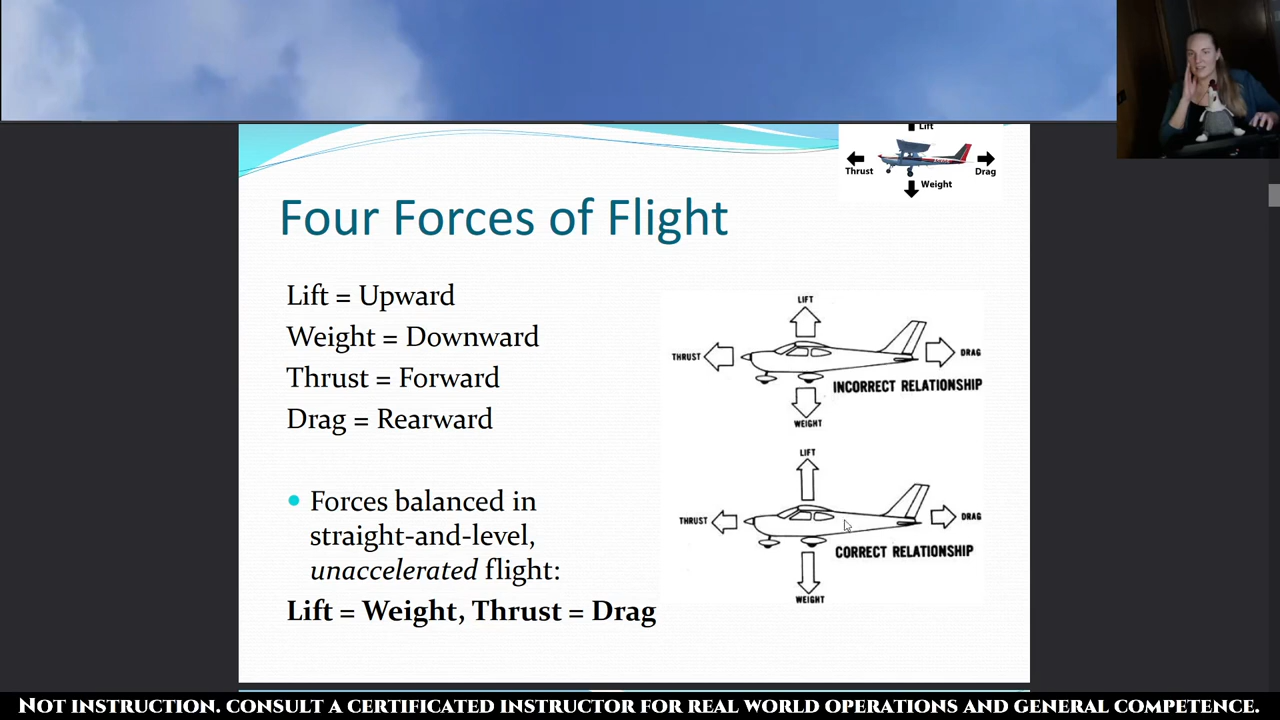 Lift
Thrust
Drag
Weight
Four Forces of Flight
Lift = Upward
Weight = Downward
Thrust = Forward
Drag = Rearward
Forces balanced in
straight-and-level,
unaccelerated flight:
Lift = Weight, Thrust = Drag
LIFT
THRUST
DRAG
INCORRECT RELATIONSHIP
WEIGHT
LIFT
THRUST
DRAG
CORRECT RELATIONSHIP
WEIGHT
NOT INSTRUCTION. CONSULT A CERTIFICATED INSTRUCTOR FOR REAL WORLD OPERATIONS AND GENERAL COMPETENCE.